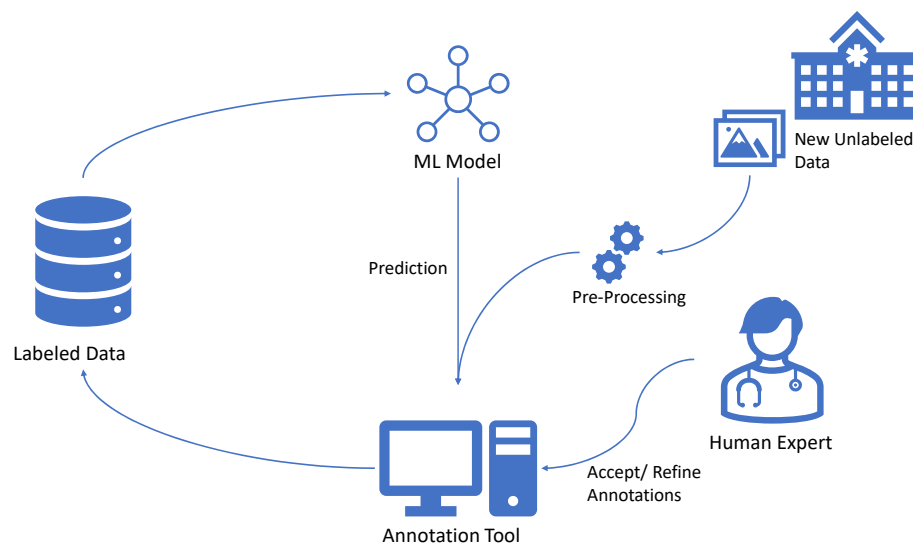 ML Model
New Unlabeled
Data
Prediction
Pre-Processing
Labeled Data
Human Expert
Accept/ Refine
Annotations
Annotation Tool